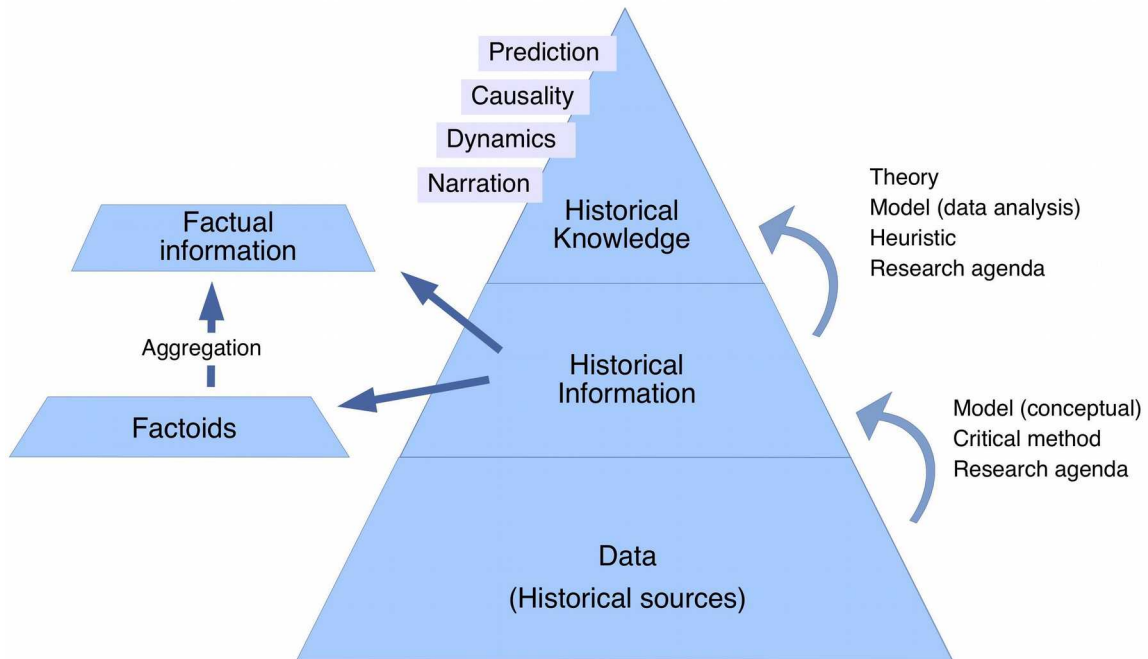 Prediction
Causality
Dynamics
Narration
Historical
Knowledge
Theory
Model (data analysis)
Heuristic
Research agenda
Factual
information
Aggregation
Factoids
Historical
Information
Model (conceptual)
Critical method
Research agenda
Data
(Historical sources)